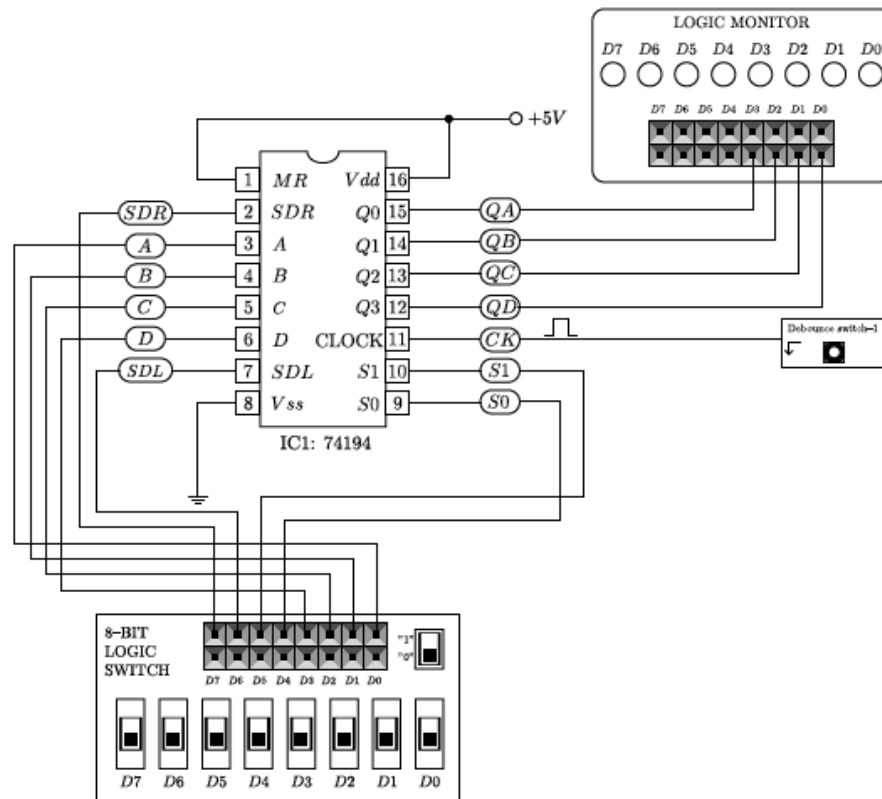 LOGIC MONITOR
D7 D6 D5 D4 D3 D2 D1 D0
D7 D6 D5 D4 D3 D2 D1 D0
+5V
1 MR Vdd 16
SDR 2 SDR Q0 15 QA
A 3 A Q1 14 QB
B 4 B Q2 13 QC
C 5 C Q3 12 QD
D 6 D CLOCK 11 CK
Debounce switch-1
SDL 7 SDL S1 10 S1
8 Vss S0 9 S0
IC1: 74194
8-BIT
LOGIC
SWITCH
"1"
"0"
D7 D6 D5 D4 D3 D2 D1 D0
D7 D6 D5 D4 D3 D2 D1 D0